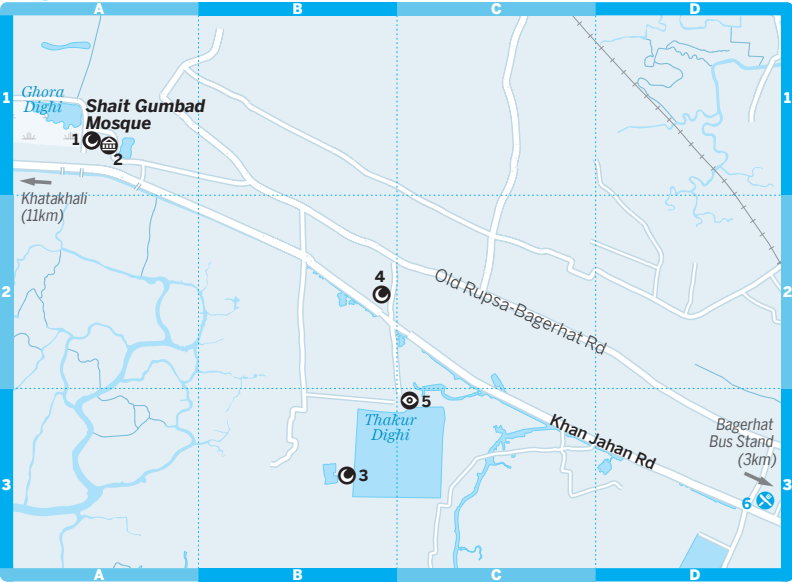 A
B
C
D
1
1
Ghora
Dighi
Shait Gumbad
Mosque
1
2
Khatakhali
(11km)
2
2
4
Old Rupsa-Bagerhat Rd
5
Thakur
Dighi
Khan Jahan Rd
Bagerhat
Bus Stand
(3km)
3
3
3
6
A
B
C
D